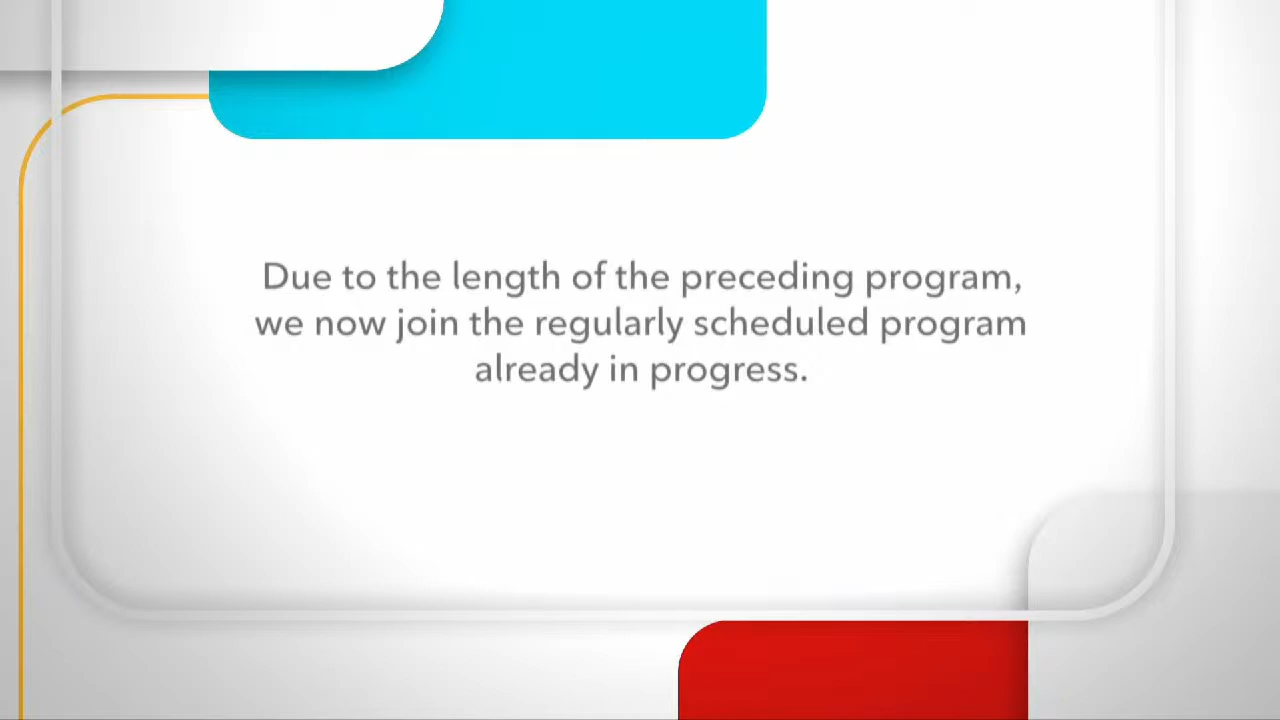 Due to the length of the preceding program,
we now join the regularly scheduled program
already in progress.